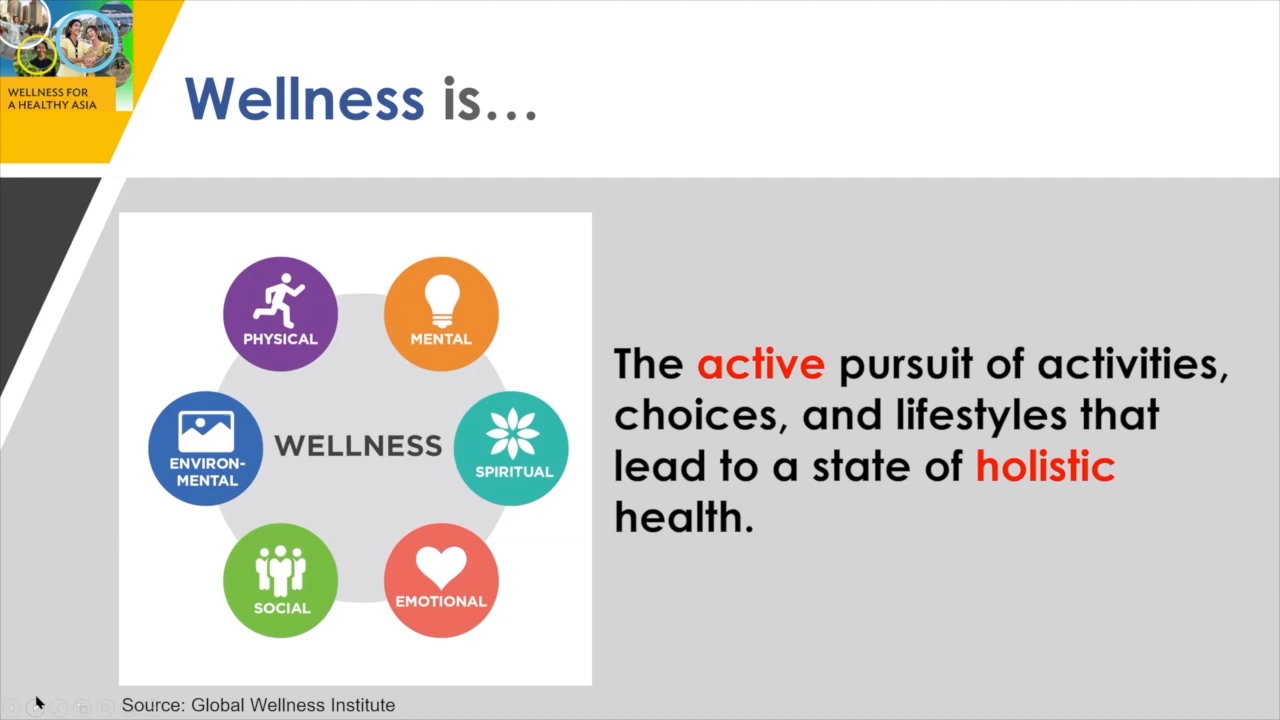 WELLNESS FOR
A HEALTHY ASIA
Wellness is...
PHYSICAL
MENTAL
ENVIRON-
MENTAL
WELLNESS
SPIRITUAL
SOCIAL
EMOTIONAL
The active pursuit of activities,
choices, and lifestyles that
lead to a state of holistic
health.
Source: Global Wellness Institute